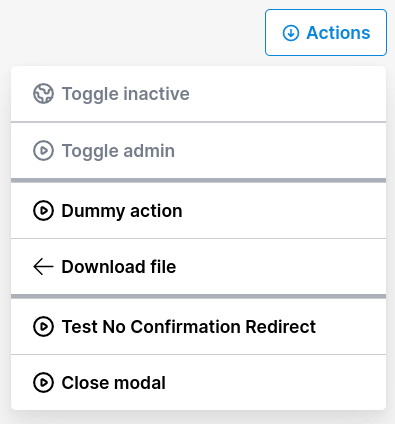 Actions
Toggle inactive
Toggle admin
Dummy action
Download file
Test No Confirmation Redirect
Close modal